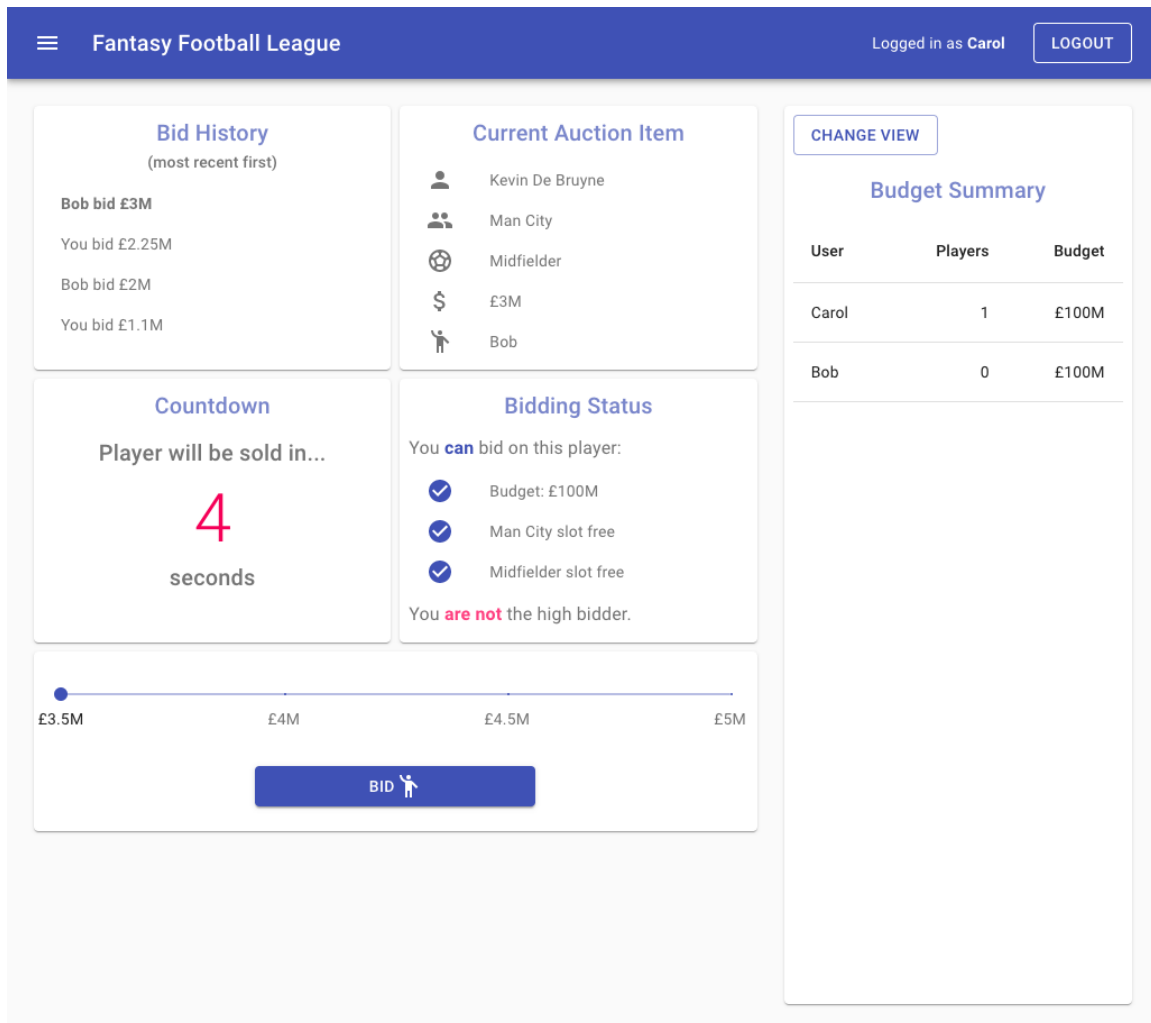 Fantasy Football League
Logged in as Carol
LOGOUT
Bid History
(most recent first)
Bob bid £3M
You bid £2.25M
Bob bid £2M
You bid £1.1M
Current Auction Item
Kevin De Bruyne
Man City
Midfielder
£3M
Bob
Countdown
Player will be sold in...
4
seconds
Bidding Status
You can bid on this player:
Budget: £100M
Man City slot free
Midfielder slot free
You are not the high bidder.
£3.5M £4M £4.5M £5M
BID
CHANGE VIEW
Budget Summary
User Players Budget
Carol 1 £100M
Bob 0 £100M